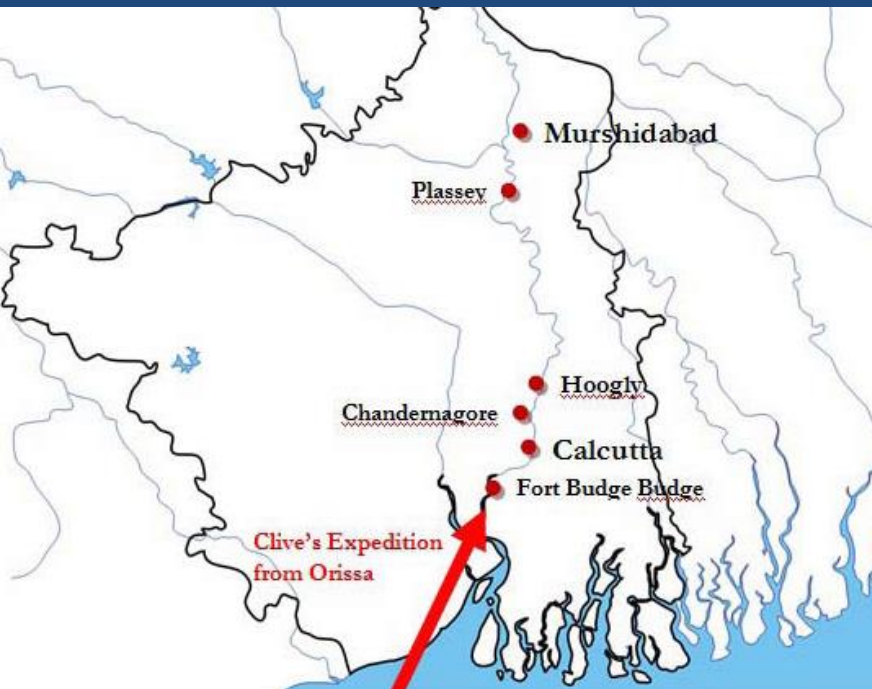 Murshidabad
Plassey
Hoogly
Chandernagore
Calcutta
Fort Budge Budge
Clive's Expedition
from Orissa